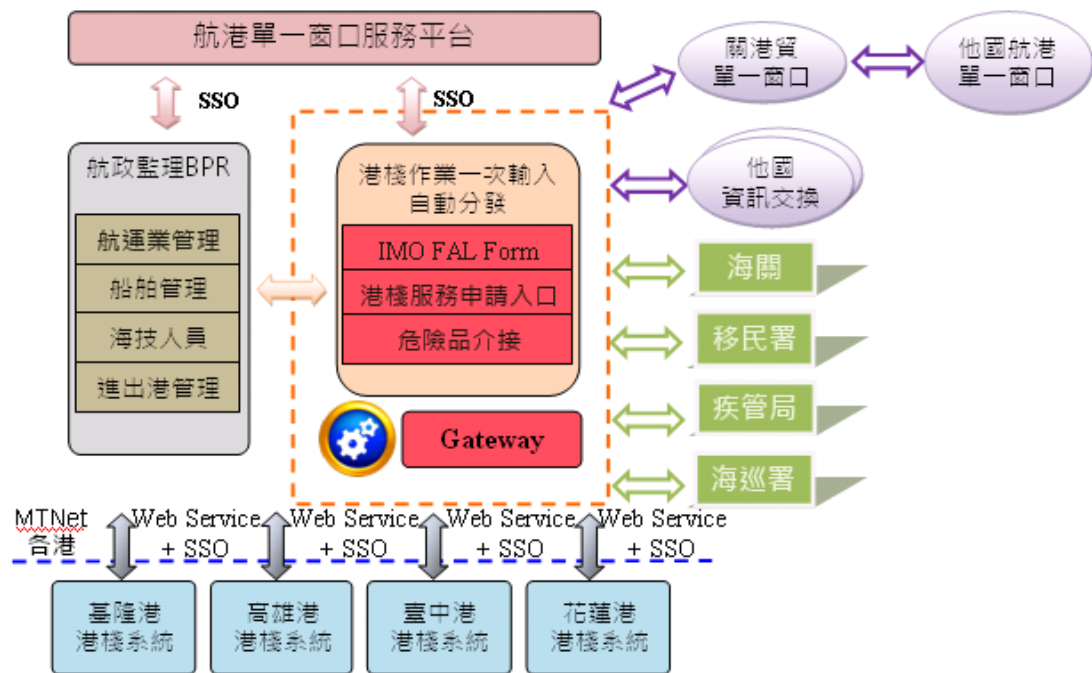 航港單一窗口服務平台
關港貿
單一窗口
他國航港
單一窗口
SSO
SSO
航政監理BPR
航運業管理
船舶管理
海技人員
進出港管理
港棧作業一次輸入
自動分發
IMO FAL Form
港棧服務申請入口
危險品介接
Gateway
他國
資訊交換
海關
移民署
疾管局
海巡署
MTNet
各港
Web Service
+ SSO
Web Service
+ SSO
Web Service
+ SSO
Web Service
+ SSO
基隆港
港棧系統
高雄港
港棧系統
臺中港
港棧系統
花蓮港
港棧系統